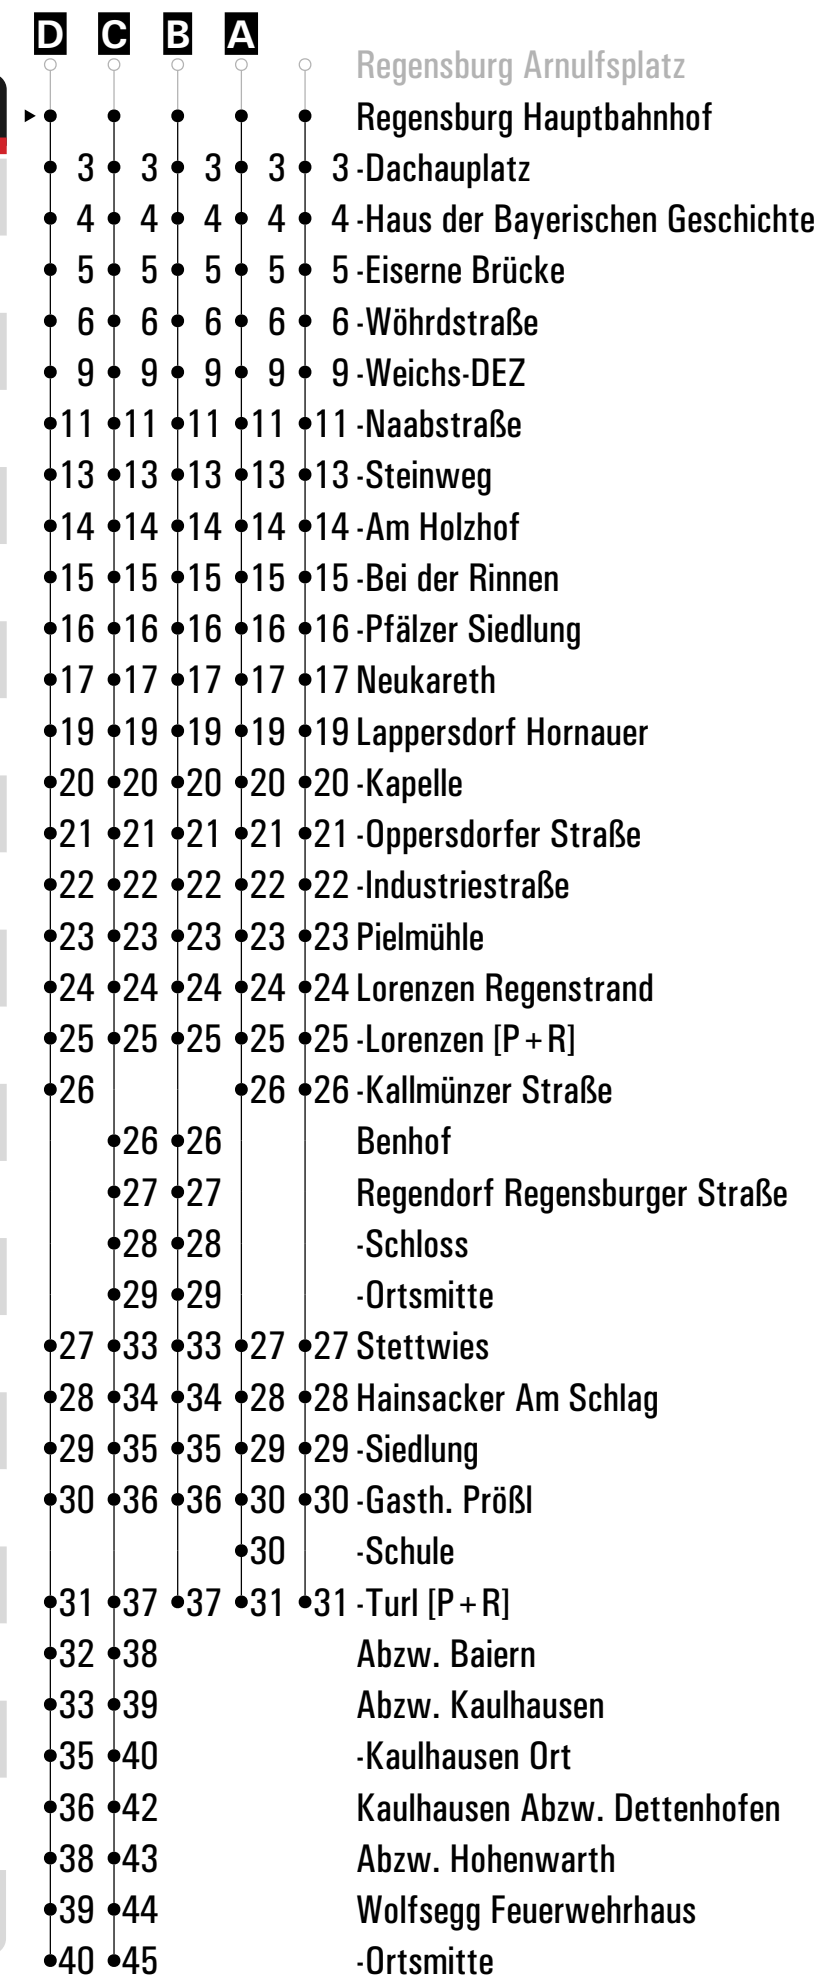 D C B A
Regensburg Arnulfsplatz
Regensburg Hauptbahnhof
3 3 3 3 3 -Dachauplatz
4 4 4 4 4 -Haus der Bayerischen Geschichte
5 5 5 5 5 -Eiserne Brücke
6 6 6 6 6 -Wöhrdstraße
9 9 9 9 9 -Weichs-DEZ
11 11 11 11 11 -Naabstraße
13 13 13 13 13 -Steinweg
14 14 14 14 14 -Am Holzhof
15 15 15 15 15 -Bei der Rinnen
16 16 16 16 16 -Pfälzer Siedlung
17 17 17 17 17 Neukareth
19 19 19 19 19 Lappersdorf Hornauer
20 20 20 20 20 -Kapelle
21 21 21 21 21 -Oppersdorfer Straße
22 22 22 22 22 -Industriestraße
23 23 23 23 23 Pielmühle
24 24 24 24 24 Lorenzen Regenstrand
25 25 25 25 25 -Lorenzen [P+R]
26 26 26 -Kallmünzer Straße
26 26 Benhof
27 27 Regendorf Regensburger Straße
28 28 -Schloss
29 29 -Ortsmitte
27 33 33 27 27 Stettwies
28 34 34 28 28 Hainsacker Am Schlag
29 35 35 29 29 -Siedlung
30 36 36 30 30 -Gasth. Prößl
30 -Schule
31 37 37 31 31 -Turl [P+R]
32 38 Abzw. Baiern
33 39 Abzw. Kaulhausen
35 40 -Kaulhausen Ort
36 42 Kaulhausen Abzw. Dettenhofen
38 43 Abzw. Hohenwarth
39 44 Wolfsegg Feuerwehrhaus
40 45 -Ortsmitte